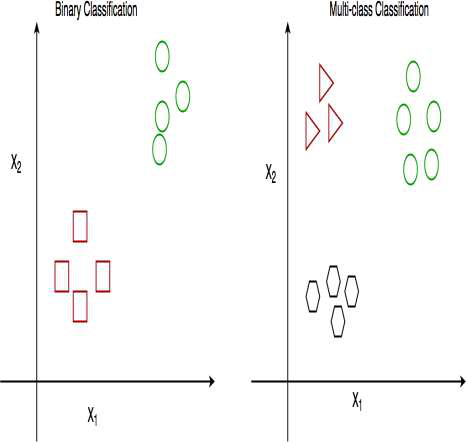 Binary Classification
X2
X1
Multi-class Classification
X2
X1